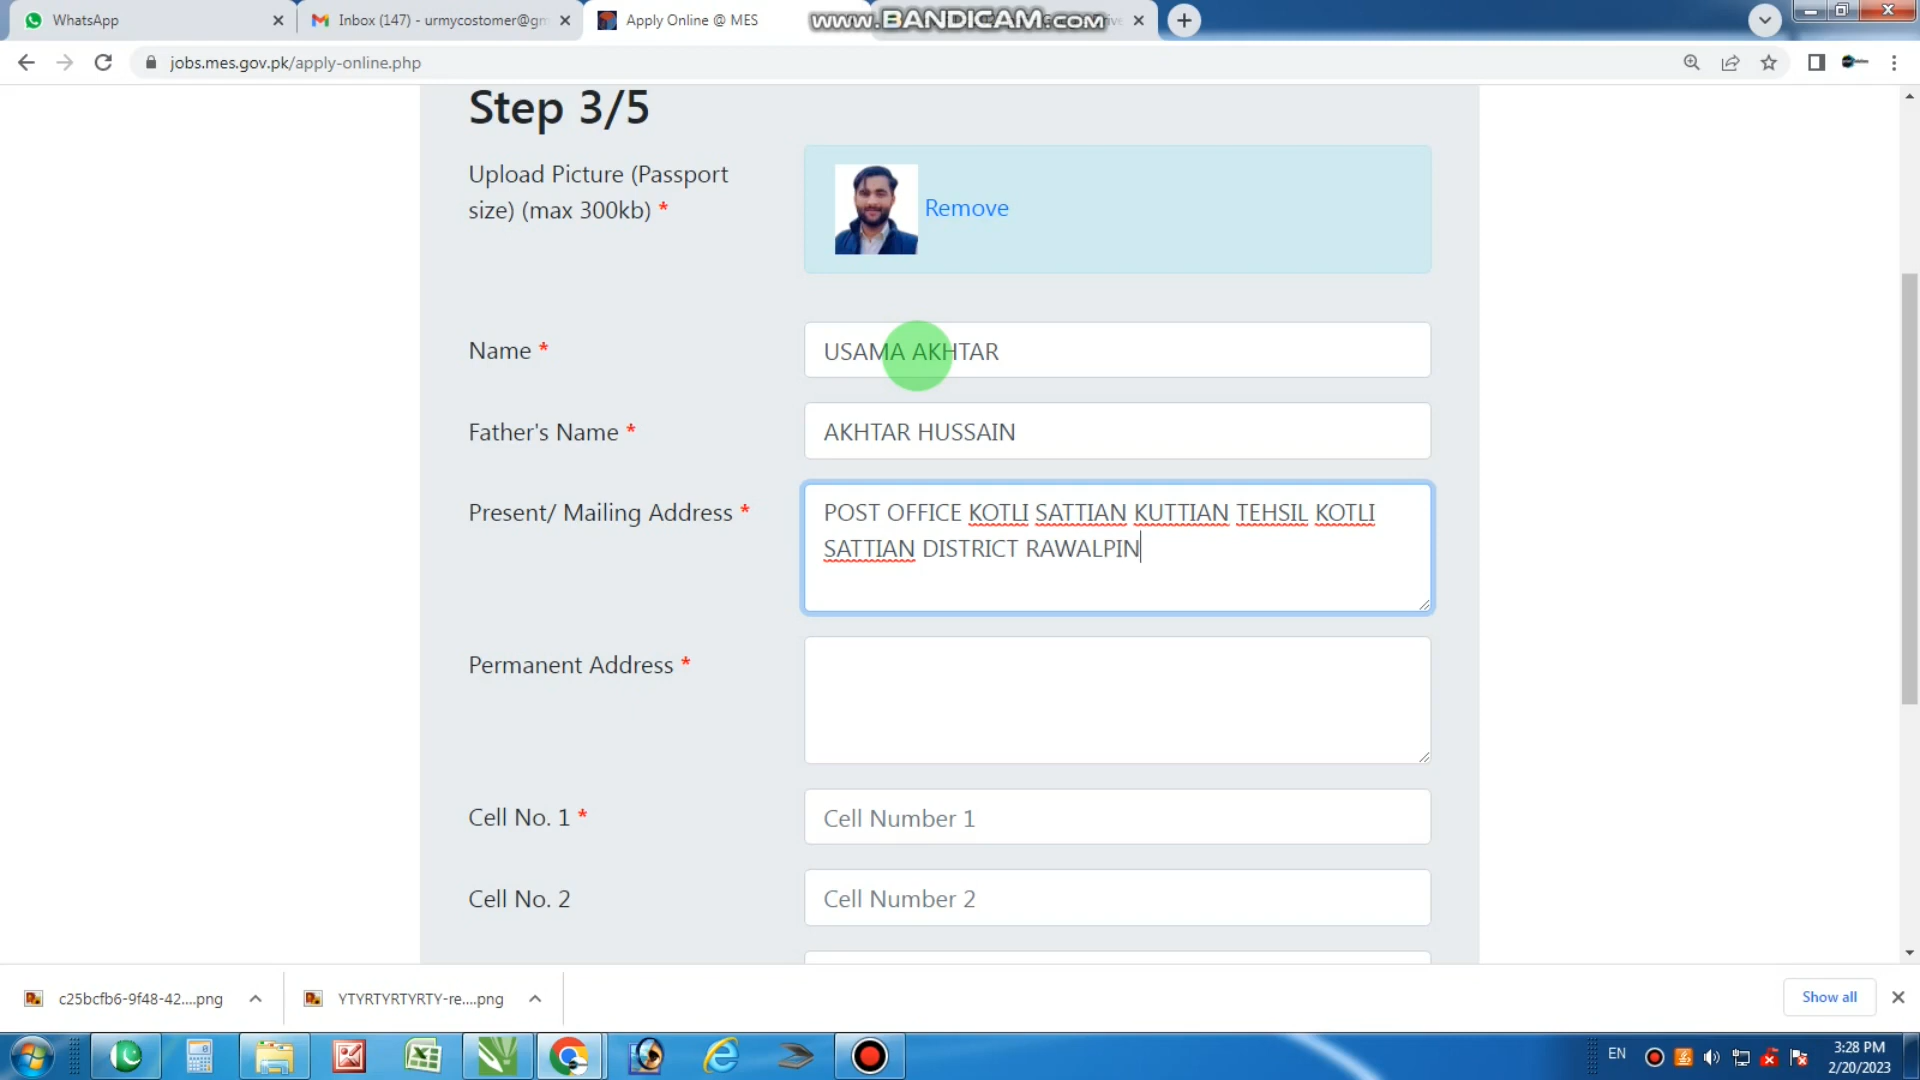 WhatsApp
Inbox (147) - urmycostomer@gm
Apply Online @ MES
www.BANDICAM.com
jobs.mes.gov.pk/apply-online.php
Step 3/5
Upload Picture (Passport
size) (max 300kb) *
Remove
Name *
USAMA AKHTAR
Father's Name *
AKHTAR HUSSAIN
Present/ Mailing Address *
POST OFFICE KOTLI SATTIAN KUTTIAN TEHSIL KOTLI
SATTIAN DISTRICT RAWALPIN
Permanent Address *
Cell No. 1 *
Cell Number 1
Cell No. 2
Cell Number 2
c25bcfb6-9f48-42....png
YTYRTYRTYRTY-re....png
Show all
EN
3:28 PM
2/20/2023